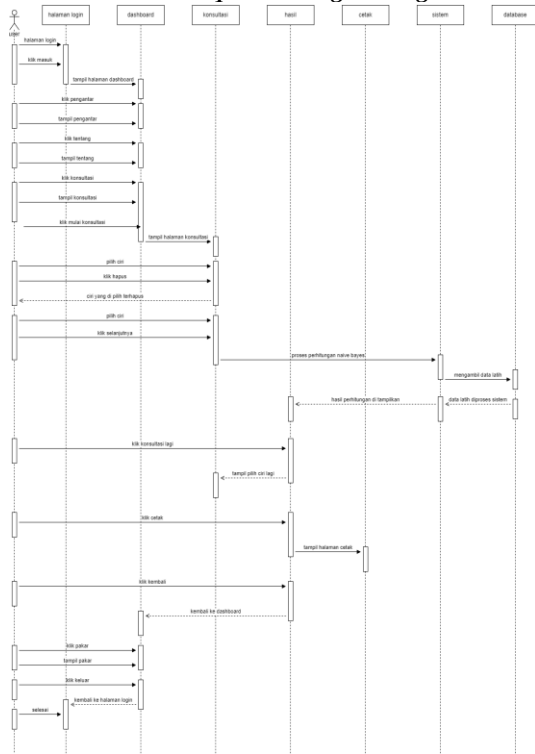 halaman login
dashboard
konsultasi
hasil
cetak
sistem
database
user
halaman login
klik masuk
tampil halaman dashboard
klik pengantar
tampil pengantar
klik tentang
tampil tentang
klik konsultasi
tampil konsultasi
klik mulai konsultasi
tampil halaman konsultasi
pilih ciri
klik hapus
ciri yang di pilih terhapus
pilih ciri
klik selanjutnya
proses perhitungan naive bayes
mengambil data latih
data latih diproses sistem
hasil perhitungan di tampilkan
klik konsultasi lagi
tampil pilih ciri lagi
klik cetak
tampil halaman cetak
klik kembali
kembali ke dashboard
klik pakar
tampil pakar
klik keluar
kembali ke halaman login
selesai